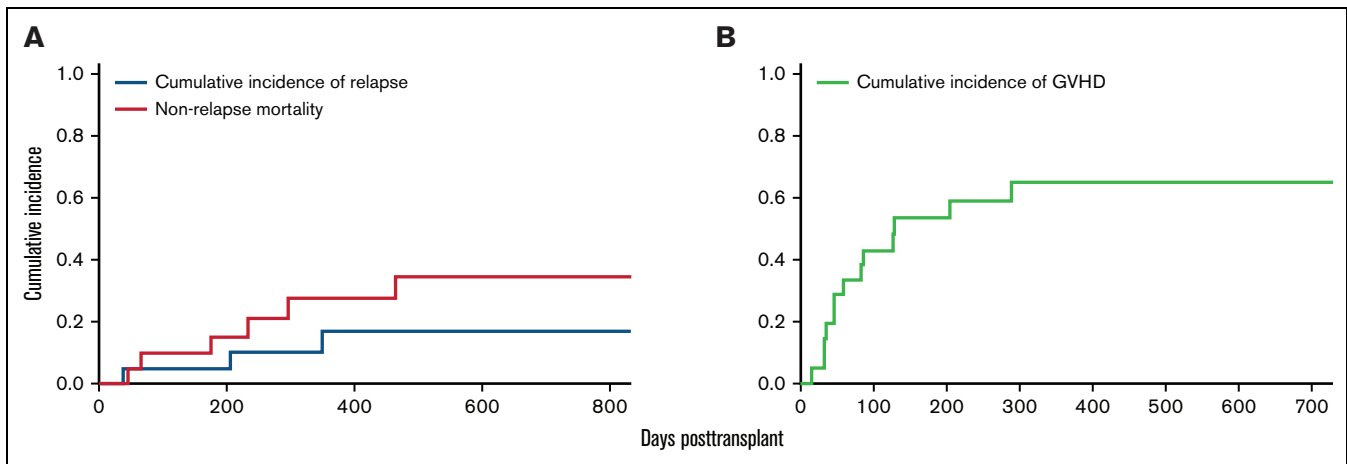 A
Cumulative incidence of relapse
Non-relapse mortality
Cumulative incidence
1.0
0.8
0.6
0.4
0.2
0.0
0 200 400 600 800
B
Cumulative incidence of GVHD
1.0
0.8
0.6
0.4
0.2
0.0
0 100 200 300 400 500 600 700
Days posttransplant